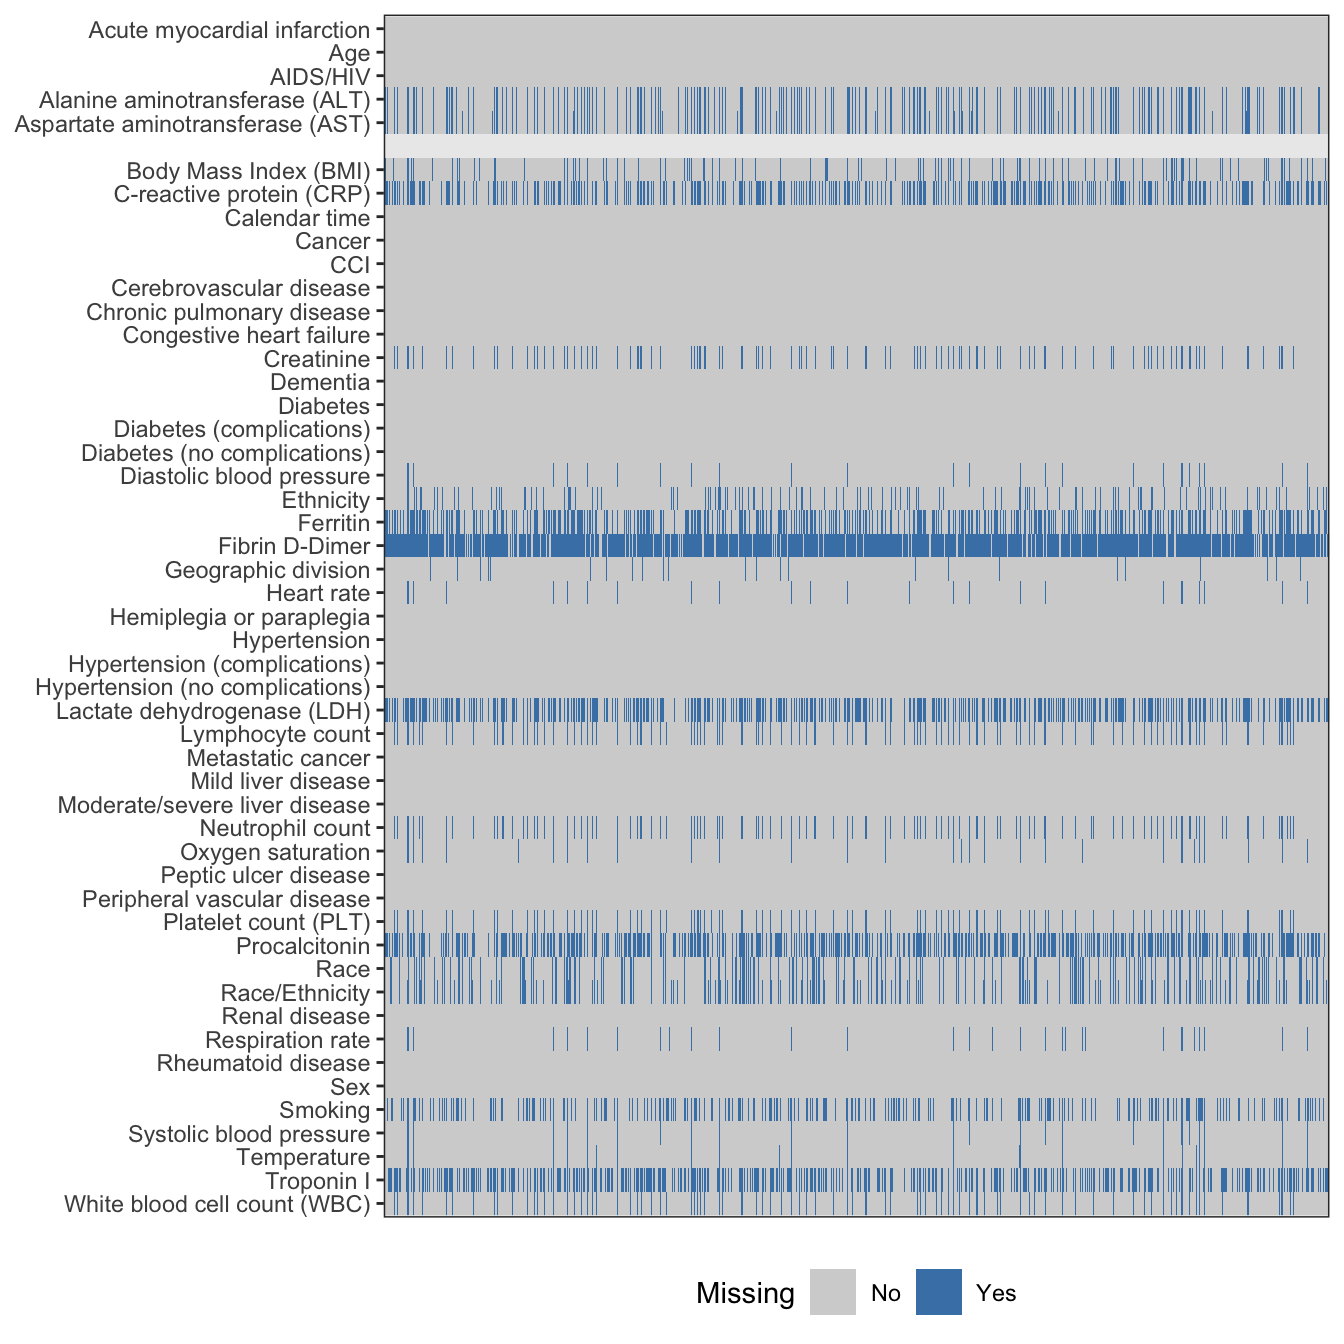 Acute myocardial infarction
Age
AIDS/HIV
Alanine aminotransferase (ALT)
Aspartate aminotransferase (AST)
Body Mass Index (BMI)
C-reactive protein (CRP)
Calendar time
Cancer
CCI
Cerebrovascular disease
Chronic pulmonary disease
Congestive heart failure
Creatinine
Dementia
Diabetes
Diabetes (complications)
Diabetes (no complications)
Diastolic blood pressure
Ethnicity
Ferritin
Fibrin D-Dimer
Geographic division
Heart rate
Hemiplegia or paraplegia
Hypertension
Hypertension (complications)
Hypertension (no complications)
Lactate dehydrogenase (LDH)
Lymphocyte count
Metastatic cancer
Mild liver disease
Moderate/severe liver disease
Neutrophil count
Oxygen saturation
Peptic ulcer disease
Peripheral vascular disease
Platelet count (PLT)
Procalcitonin
Race
Race/Ethnicity
Renal disease
Respiration rate
Rheumatoid disease
Sex
Smoking
Systolic blood pressure
Temperature
Troponin I
White blood cell count (WBC)
Missing No Yes